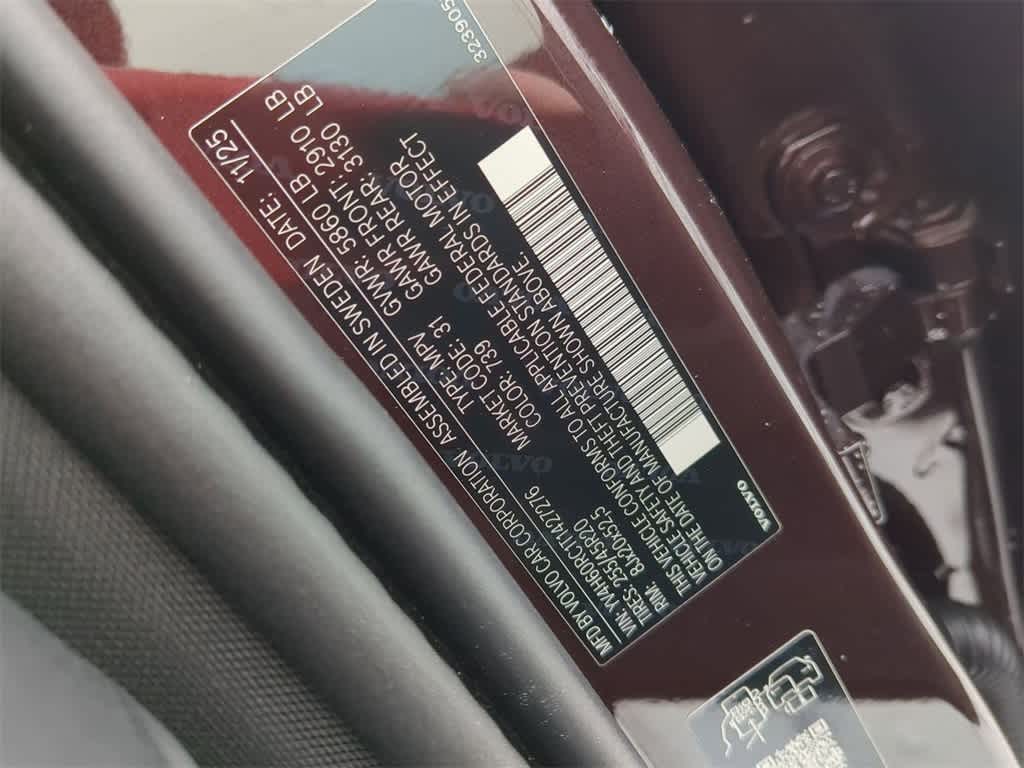 323905
MFD BY VOLVO CAR CORPORATION ASSEMBLED IN SWEDEN DATE: 11/25
VIN: YV4H60RC1T1427276 TYPE: MPV GVWR: 5860 LB
TIRES: 255/45R20 MARKET CODE: 31 GAWR FRONT: 2910 LB
RIM: 8Jx20x52.5 COLOR: 739 GAWR REAR: 3130 LB
THIS VEHICLE CONFORMS TO ALL APPLICABLE FEDERAL MOTOR
VEHICLE SAFETY AND THEFT PREVENTION STANDARDS IN EFFECT
ON THE DATE OF MANUFACTURE SHOWN ABOVE.
VOLVO